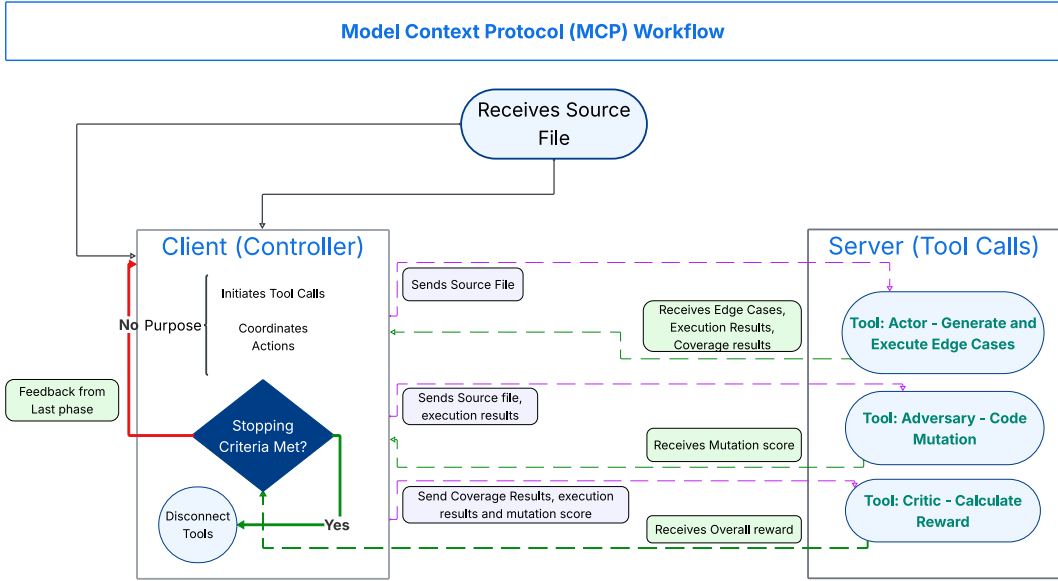 Model Context Protocol (MCP) Workflow
Receives Source
File
Client (Controller)
Server (Tool Calls)
Initiates Tool Calls
No
Purpose
Coordinates
Actions
Sends Source File
Receives Edge Cases,
Execution Results,
Coverage results
Tool: Actor - Generate and
Execute Edge Cases
Feedback from
Last phase
Stopping
Criteria Met?
Sends Source file,
execution results
Receives Mutation score
Tool: Adversary - Code
Mutation
Disconnect
Tools
Yes
Send Coverage Results, execution
results and mutation score
Receives Overall reward
Tool: Critic - Calculate
Reward